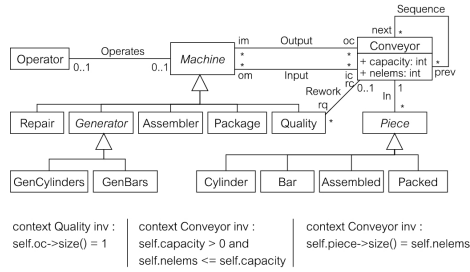 Sequence
next *
im Output oc
Operator Operates Machine Conveyor
0..1 0..1 * *
+ capacity: int
+ nelems: int
* prev
* *
om Input ic
rc
Rework 0..1 1
In
rq * *
Repair Generator Assembler Package Quality Piece
GenCylinders GenBars Cylinder Bar Assembled Packed
context Quality inv :
self.oc->size() = 1
context Conveyor inv :
self.capacity > 0 and
self.nelems <= self.capacity
context Conveyor inv :
self.piece->size() = self.nelems